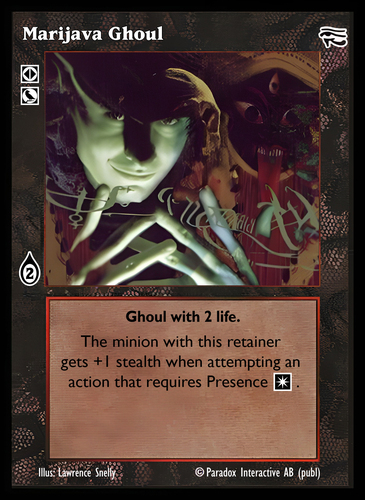 Marijava Ghoul
2
Ghoul with 2 life.
The minion with this retainer
gets +1 stealth when attempting an
action that requires Presence .
Illus: Lawrence Snelly
© Paradox Interactive AB (publ)